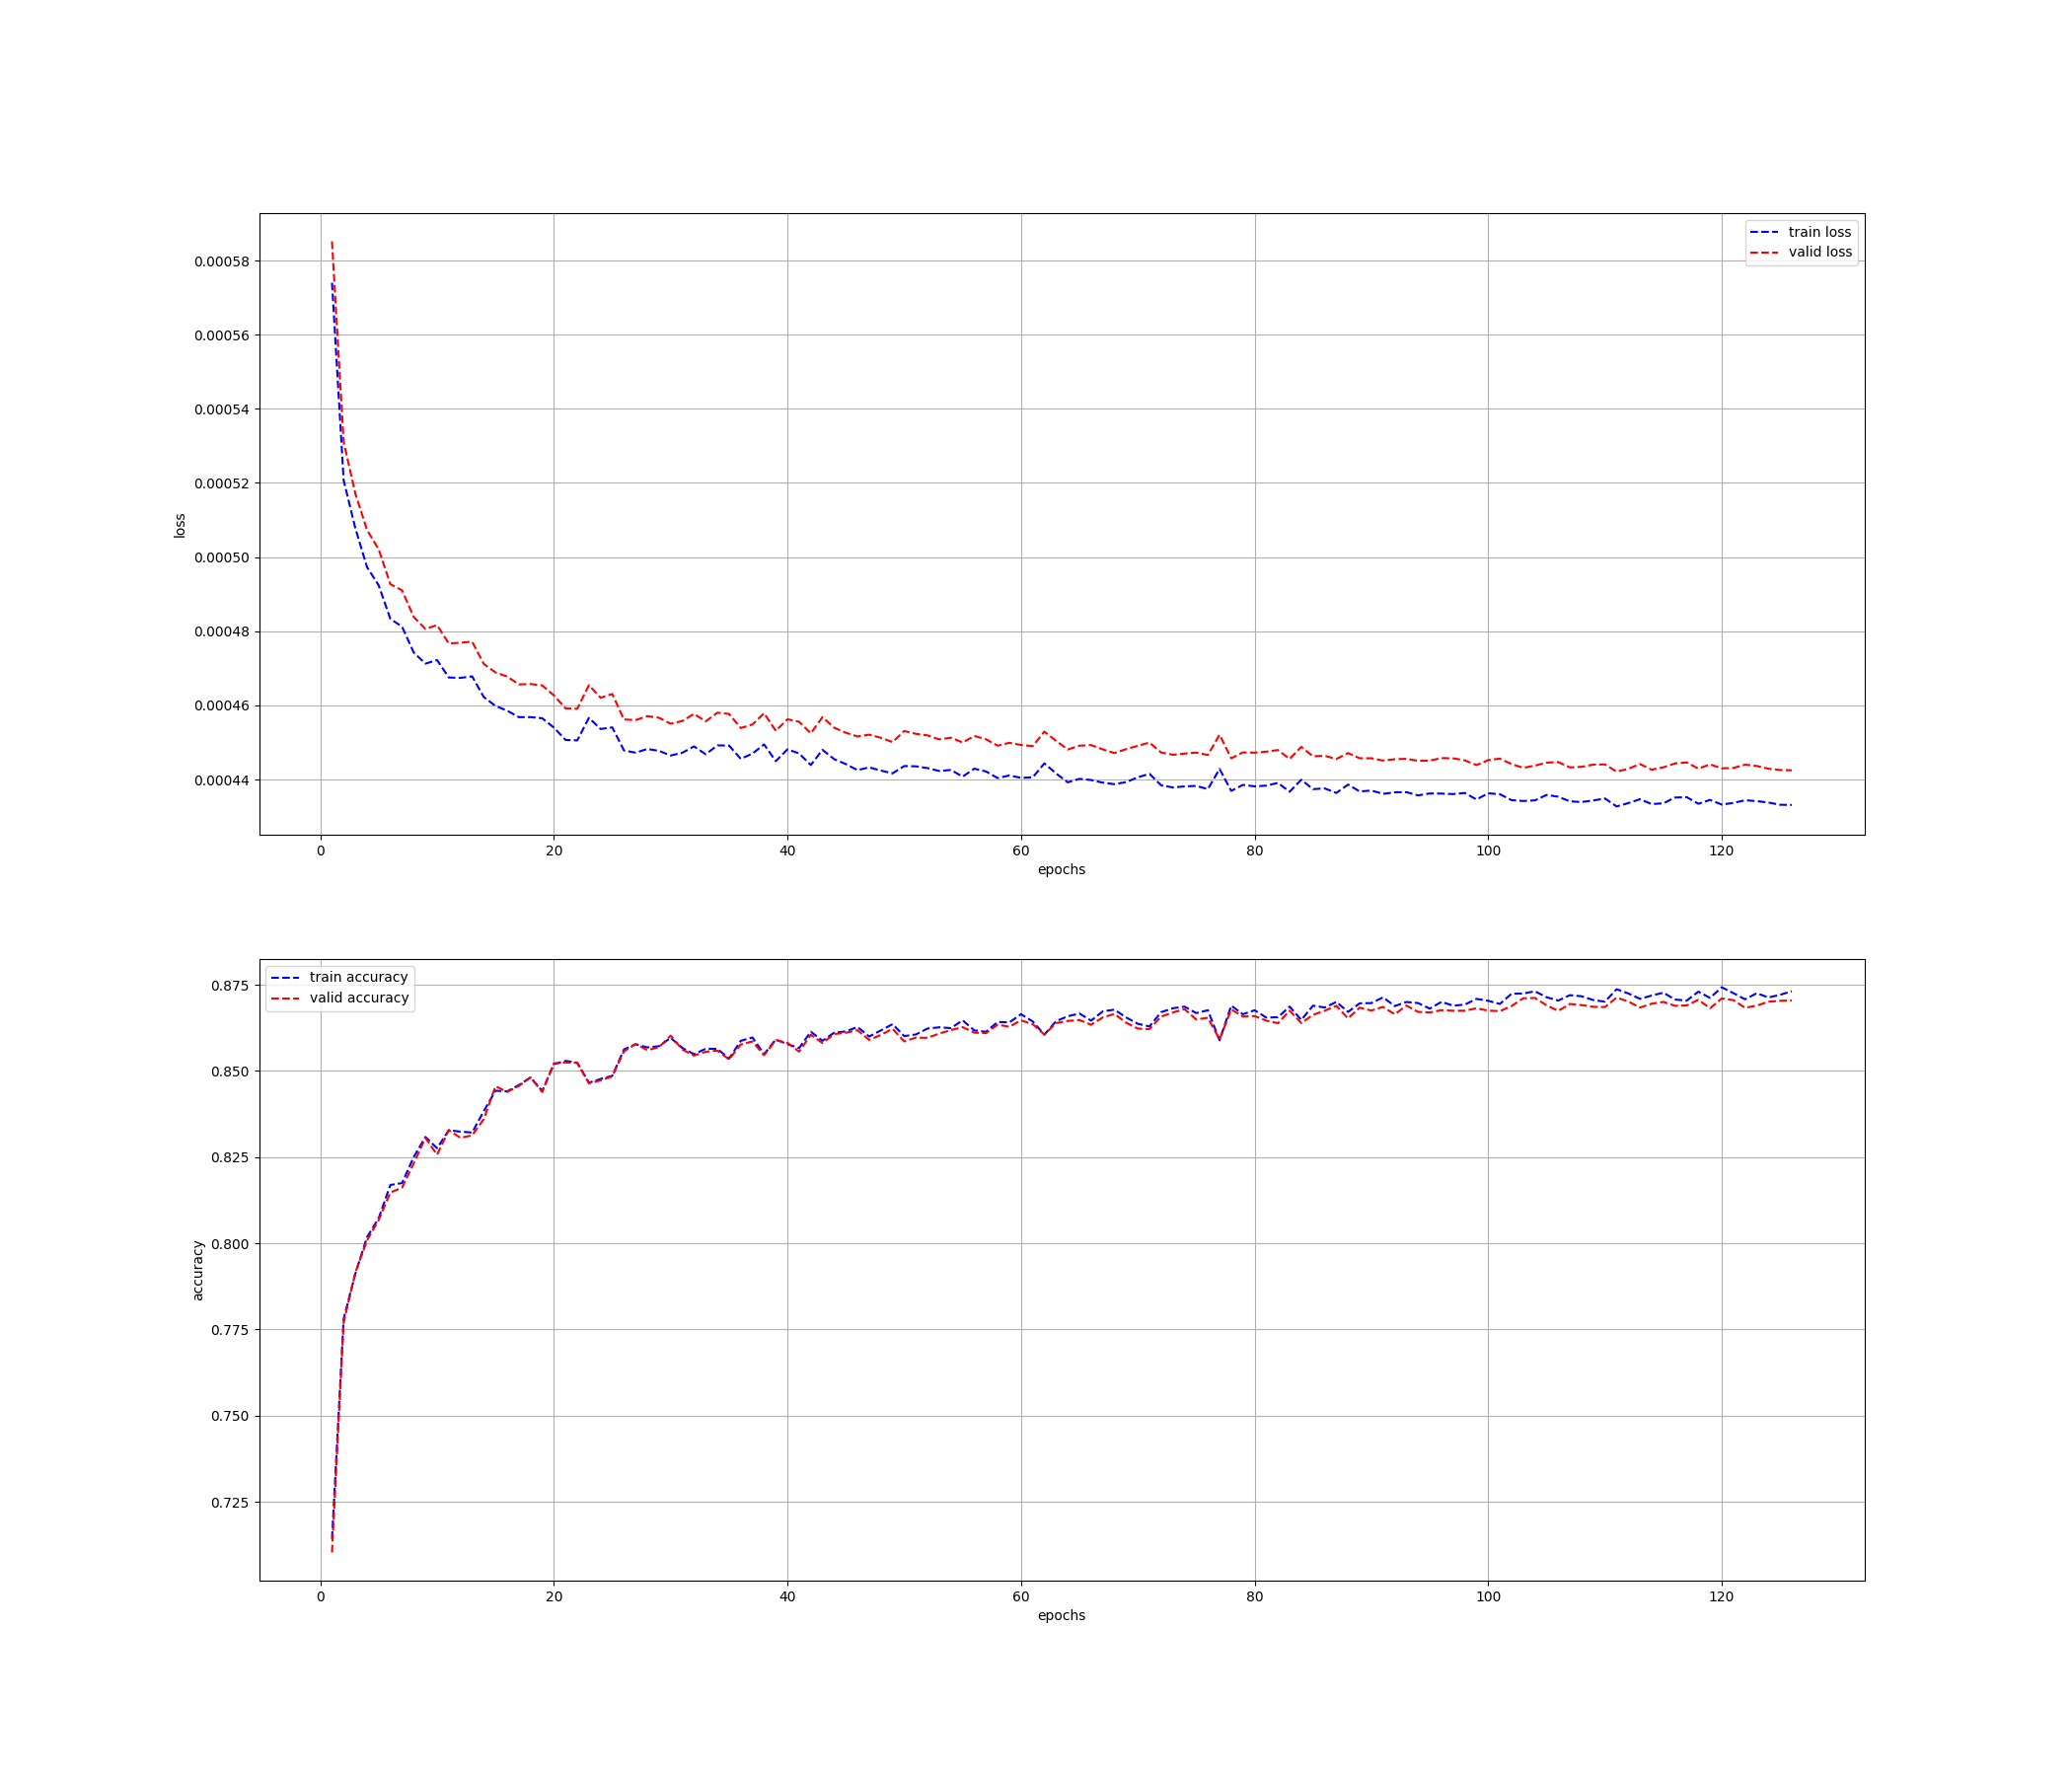 train loss
valid loss
0.00058
0.00056
0.00054
0.00052
0.00050
0.00048
0.00046
0.00044
loss
0 20 40 60 80 100 120
epochs
train accuracy
valid accuracy
0.875
0.850
0.825
0.800
0.775
0.750
0.725
accuracy
0 20 40 60 80 100 120
epochs